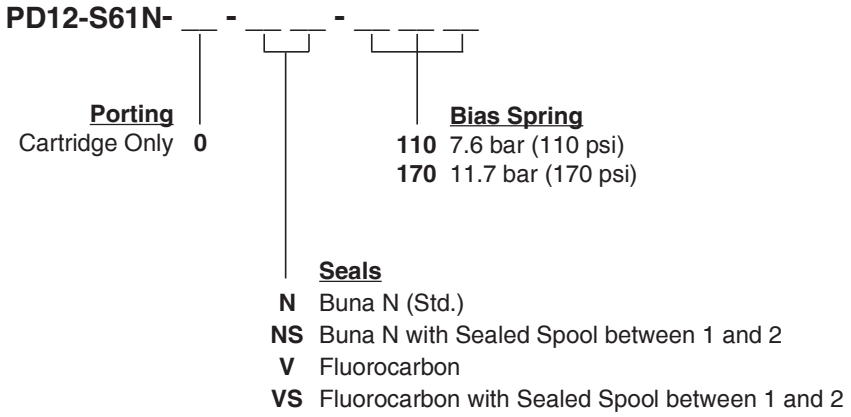 PD12-S61N- __ - __ __ - __ __ __
Porting
Cartridge Only 0
Bias Spring
110 7.6 bar (110 psi)
170 11.7 bar (170 psi)
Seals
N Buna N (Std.)
NS Buna N with Sealed Spool between 1 and 2
V Fluorocarbon
VS Fluorocarbon with Sealed Spool between 1 and 2